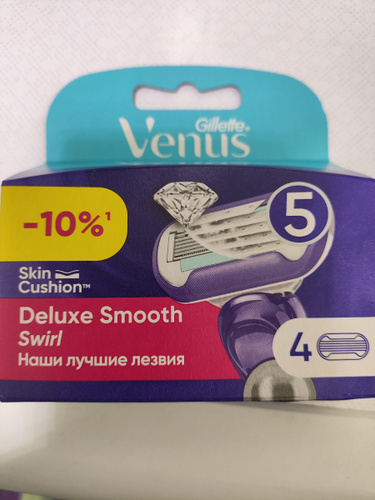 Gillette®
Venus
-10%¹
5
Skin
Cushion™
Deluxe Smooth
Swirl
Наши лучшие лезвия
4